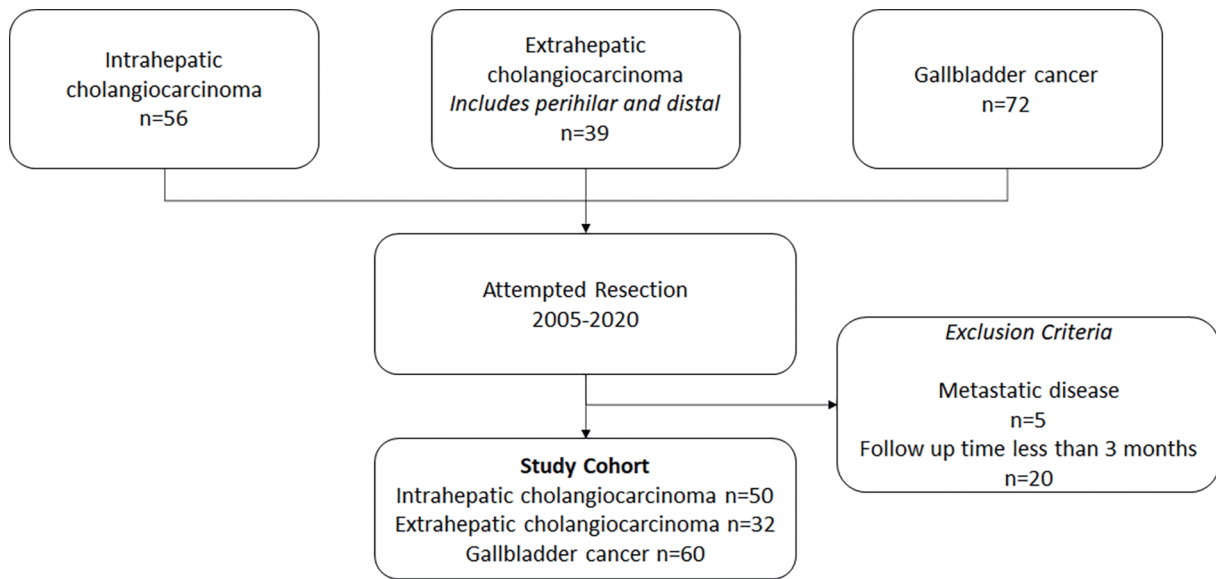 Intrahepatic
cholangiocarcinoma
n=56
Extrahepatic
cholangiocarcinoma
Includes perihilar and distal
n=39
Gallbladder cancer
n=72
Attempted Resection
2005-2020
Exclusion Criteria
Metastatic disease
n=5
Follow up time less than 3 months
n=20
Study Cohort
Intrahepatic cholangiocarcinoma n=50
Extrahepatic cholangiocarcinoma n=32
Gallbladder cancer n=60